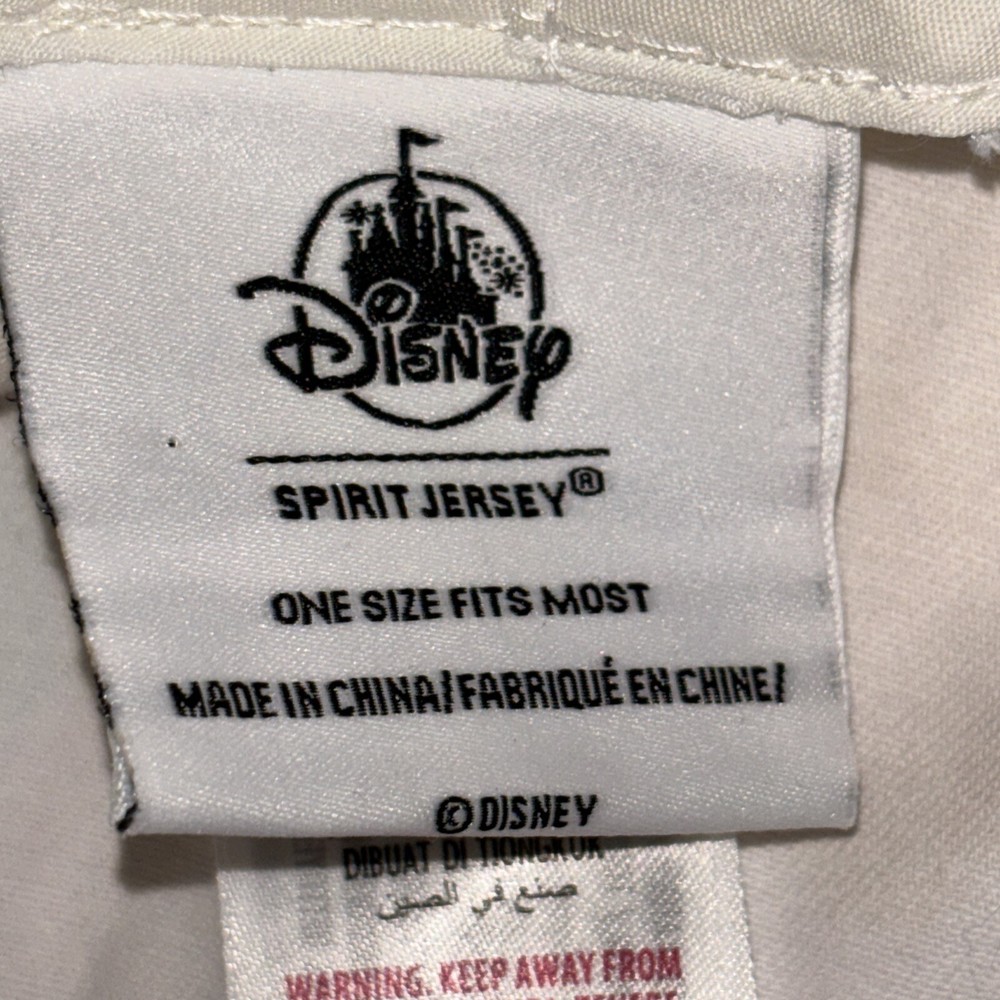 Disney
SPIRIT JERSEY®
ONE SIZE FITS MOST
MADE IN CHINA/FABRIQUÉ EN CHINE/
©DISNEY
DIBUAT DI TIONGKOK
صنع في الصين
WARNING. KEEP AWAY FROM